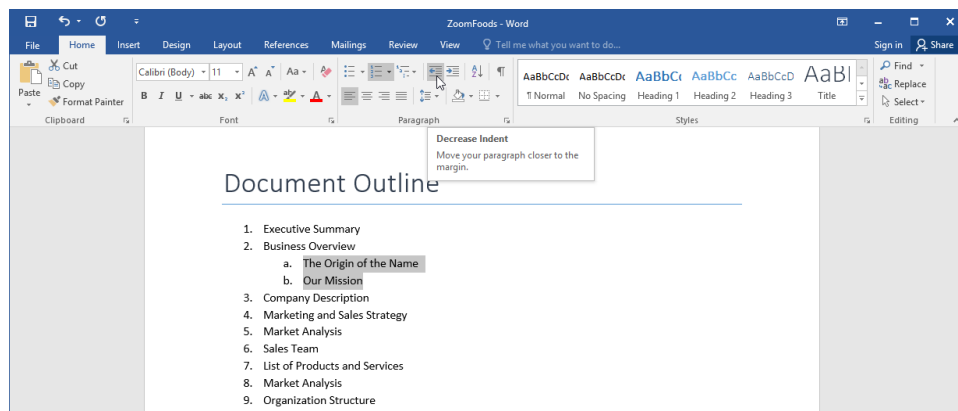 ZoomFoods - Word
File Home Insert Design Layout References Mailings Review View Tell me what you want to do... Sign in Share
Paste
Cut
Copy
Format Painter
Clipboard
Calibri (Body) 11 A A Aa
B I U abc X₂ X² A aby A
Font
Paragraph
AaBbCcDc AaBbCcDc AaBbCc AaBbCc AaBbCcD AaBl
¶ Normal No Spacing Heading 1 Heading 2 Heading 3 Title
Styles
Find
Replace
Select
Editing
Decrease Indent
Move your paragraph closer to the
margin.
Document Outline
1. Executive Summary
2. Business Overview
a. The Origin of the Name
b. Our Mission
3. Company Description
4. Marketing and Sales Strategy
5. Market Analysis
6. Sales Team
7. List of Products and Services
8. Market Analysis
9. Organization Structure